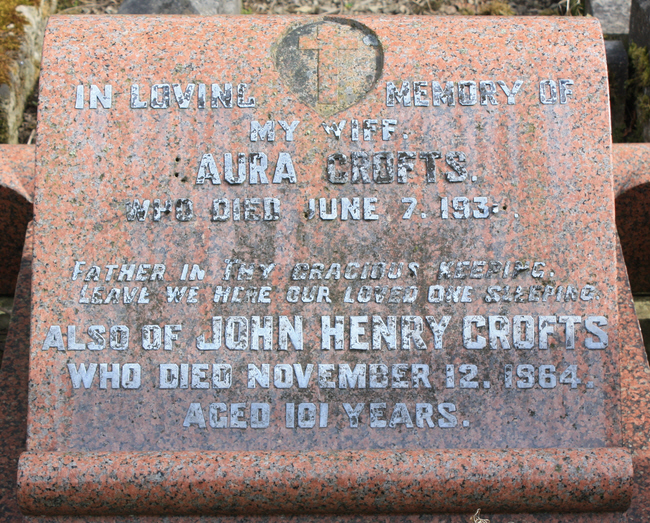 IN LOVING MEMORY OF
MY WIFE.
AURA CROFTS.
WHO DIED JUNE 7. 193
FATHER IN THY GRACIOUS KEEPING,
LEAVE WE HERE OUR LOVED ONE SLEEPING.
ALSO OF JOHN HENRY CROFTS
WHO DIED NOVEMBER 12. 1964.
AGED 101 YEARS.